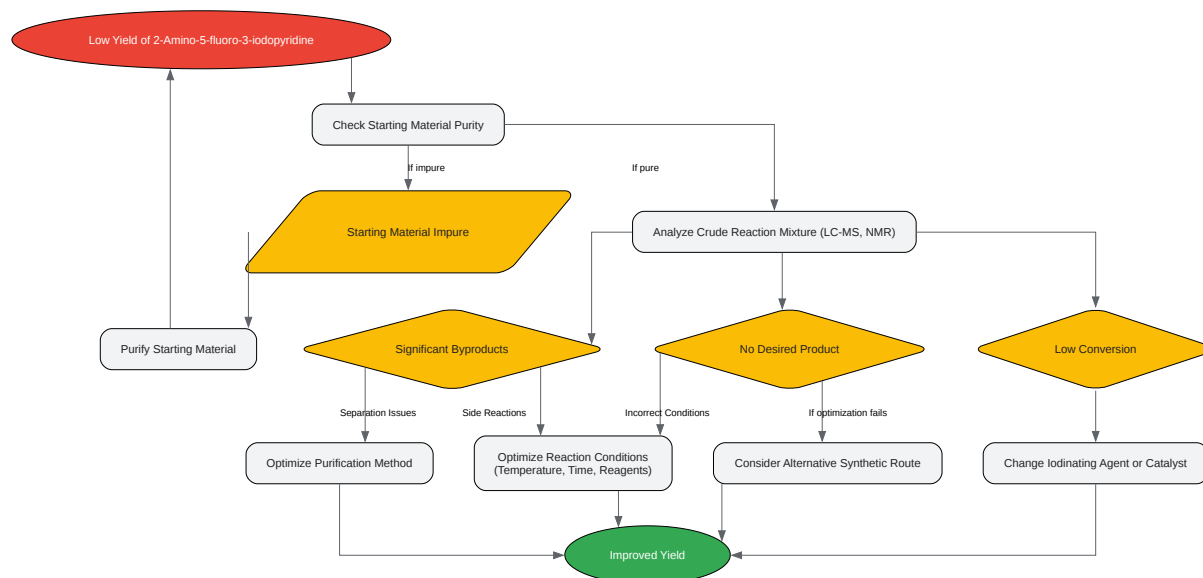 Low Yield of 2-Amino-5-fluoro-3-iodopyridine
Check Starting Material Purity
If impure
If pure
Starting Material Impure
Analyze Crude Reaction Mixture (LC-MS, NMR)
Purify Starting Material
Significant Byproducts
No Desired Product
Low Conversion
Separation Issues
Side Reactions
Incorrect Conditions
If optimization fails
Optimize Purification Method
Optimize Reaction Conditions
(Temperature, Time, Reagents)
Consider Alternative Synthetic Route
Change Iodinating Agent or Catalyst
Improved Yield